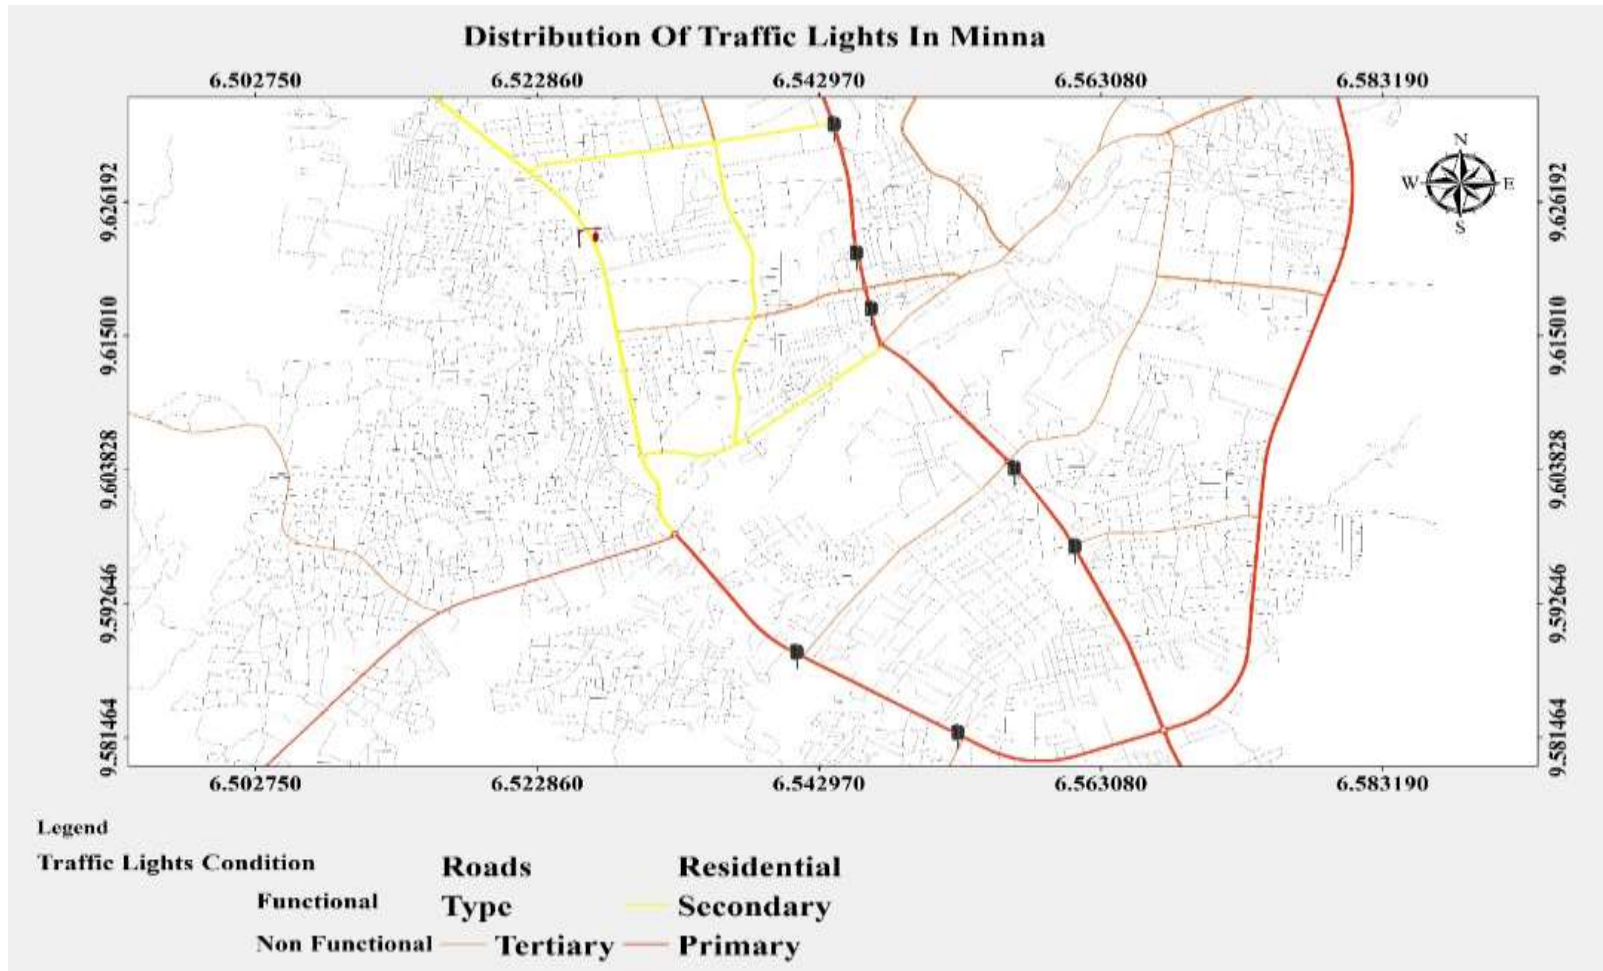 Distribution Of Traffic Lights In Minna
6.502750 6.522860 6.542970 6.563080 6.583190
N
W E
S
9.626192 9.626192
9.615010 9.615010
9.603828 9.603828
9.592646 9.592646
9.581464 9.581464
6.502750 6.522860 6.542970 6.563080 6.583190
Legend
Traffic Lights Condition Roads Residential
Functional Type Secondary
Non Functional Tertiary Primary